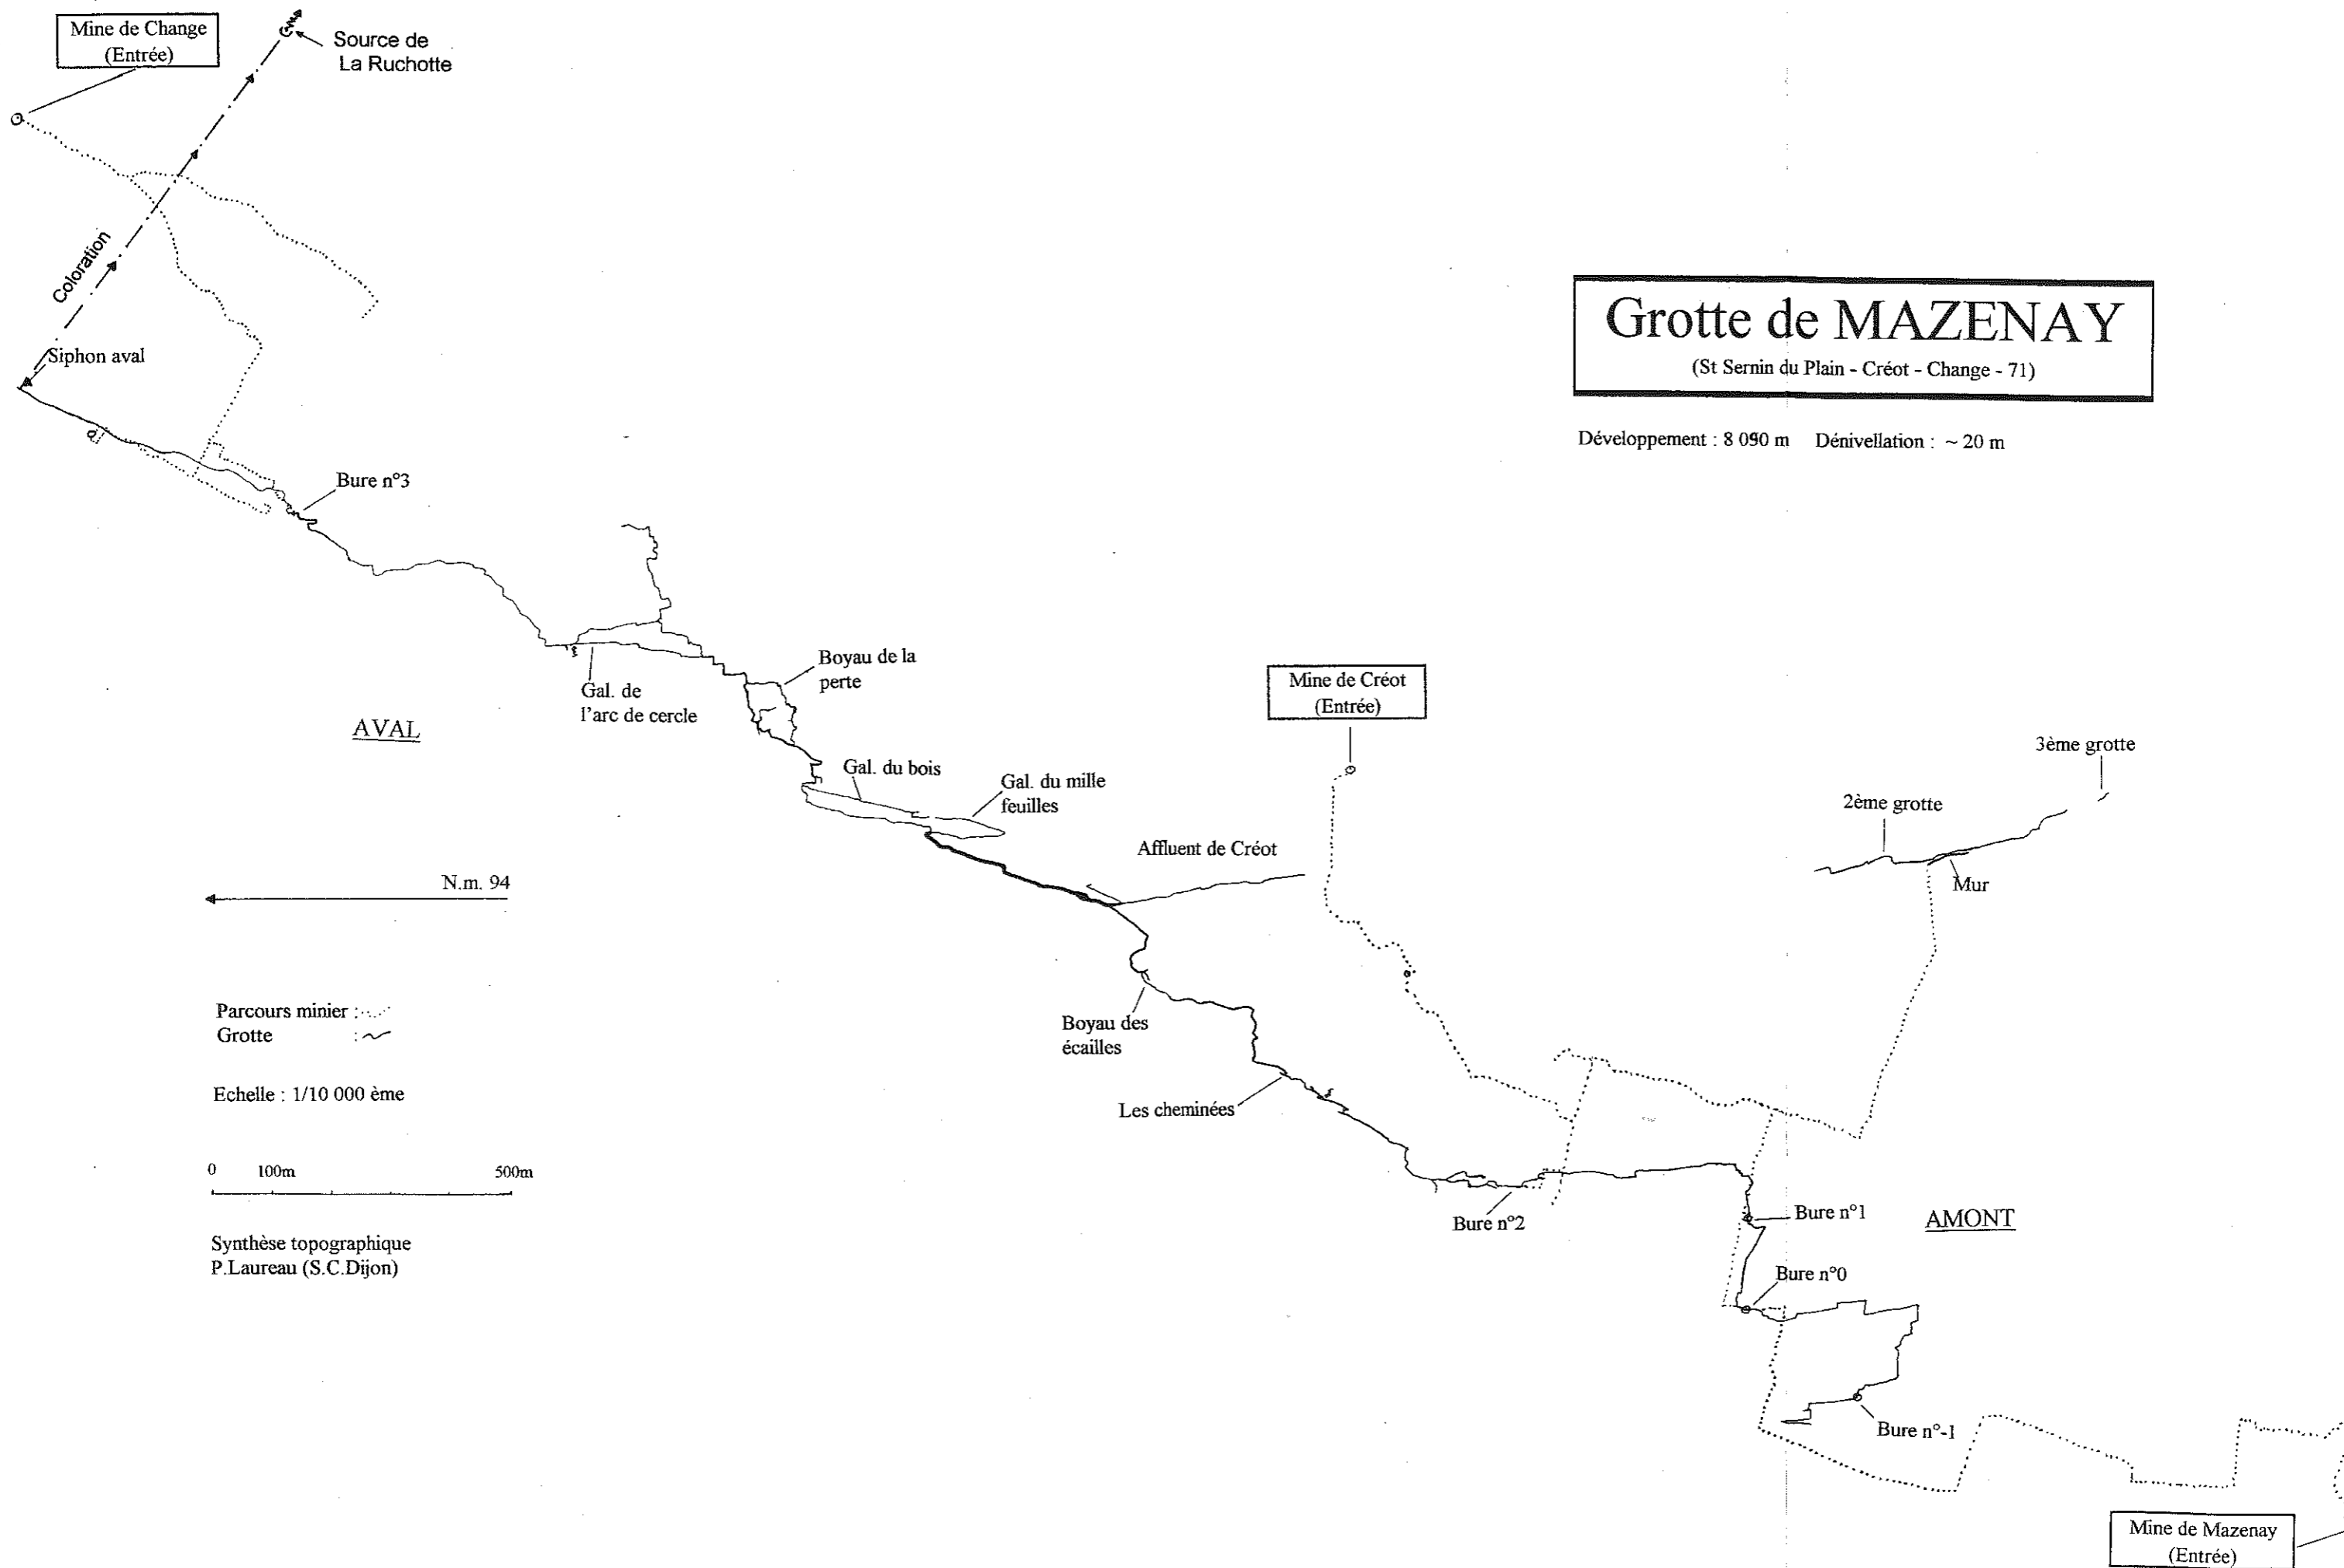 Mine de Change
(Entrée)
Source de
La Ruchotte
Coloration
Siphon aval
Bure n°3
Grotte de MAZENAY
(St Sernin du Plain - Créot - Change - 71)
Développement : 8 090 m Dénivellation : ~ 20 m
Boyau de la
perte
Gal. de
l'arc de cercle
AVAL
Mine de Créot
(Entrée)
Gal. du bois
Gal. du mille
feuilles
3ème grotte
2ème grotte
Mur
Affluent de Créot
N.m. 94
Parcours minier :
Grotte :
Boyau des
écailles
Echelle : 1/10 000 ème
Les cheminées
0 100m 500m
Bure n°2
Bure n°1
AMONT
Synthèse topographique
P.Laureau (S.C.Dijon)
Bure n°0
Bure n°-1
Mine de Mazenay
(Entrée)